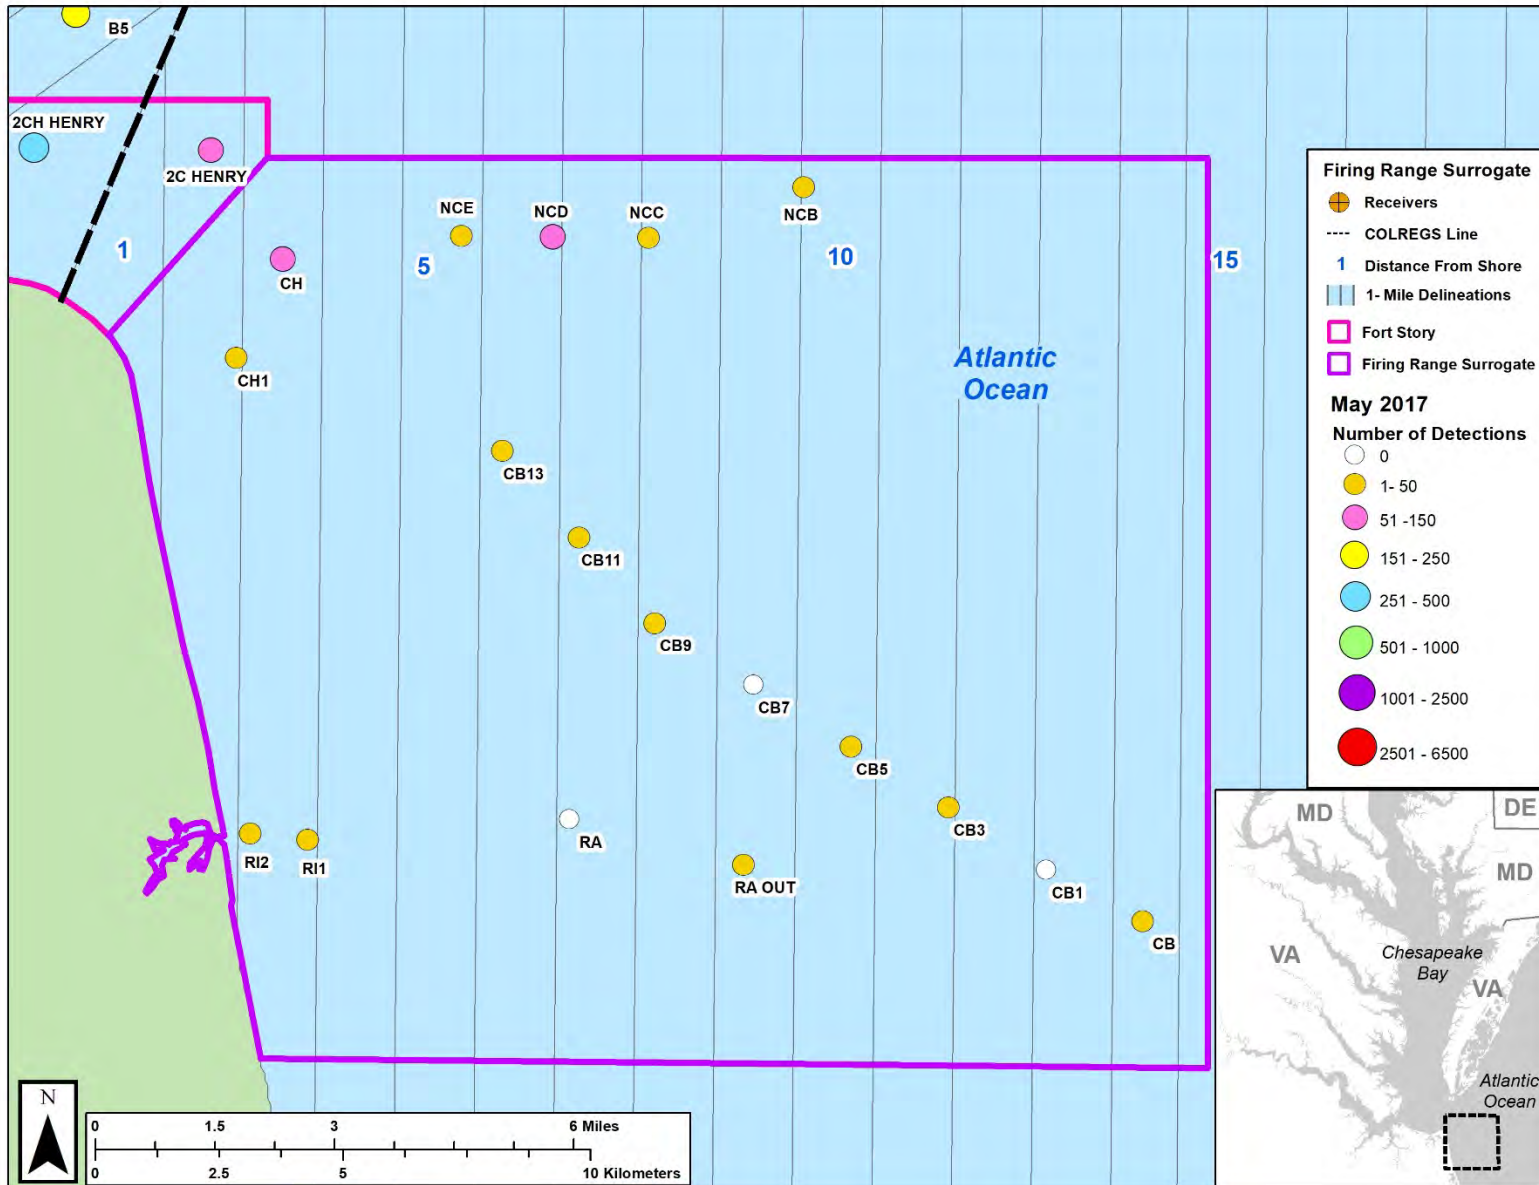 B5
2CH HENRY
2C HENRY
1
CH
5
NCE
NCD
NCC
NCB
10
15
CH1
Atlantic
Ocean
CB13
CB11
CB9
CB7
CB5
CB3
CB1
CB
RI2
RI1
RA
RA OUT
N
0 1.5 3 6 Miles
0 2.5 5 10 Kilometers
Firing Range Surrogate
Receivers
COLREGS Line
1 Distance From Shore
1- Mile Delineations
Fort Story
Firing Range Surrogate
May 2017
Number of Detections
0
1- 50
51 -150
151 - 250
251 - 500
501 - 1000
1001 - 2500
2501 - 6500
MD
DE
MD
VA
Chesapeake
Bay
VA
Atlantic
Ocean